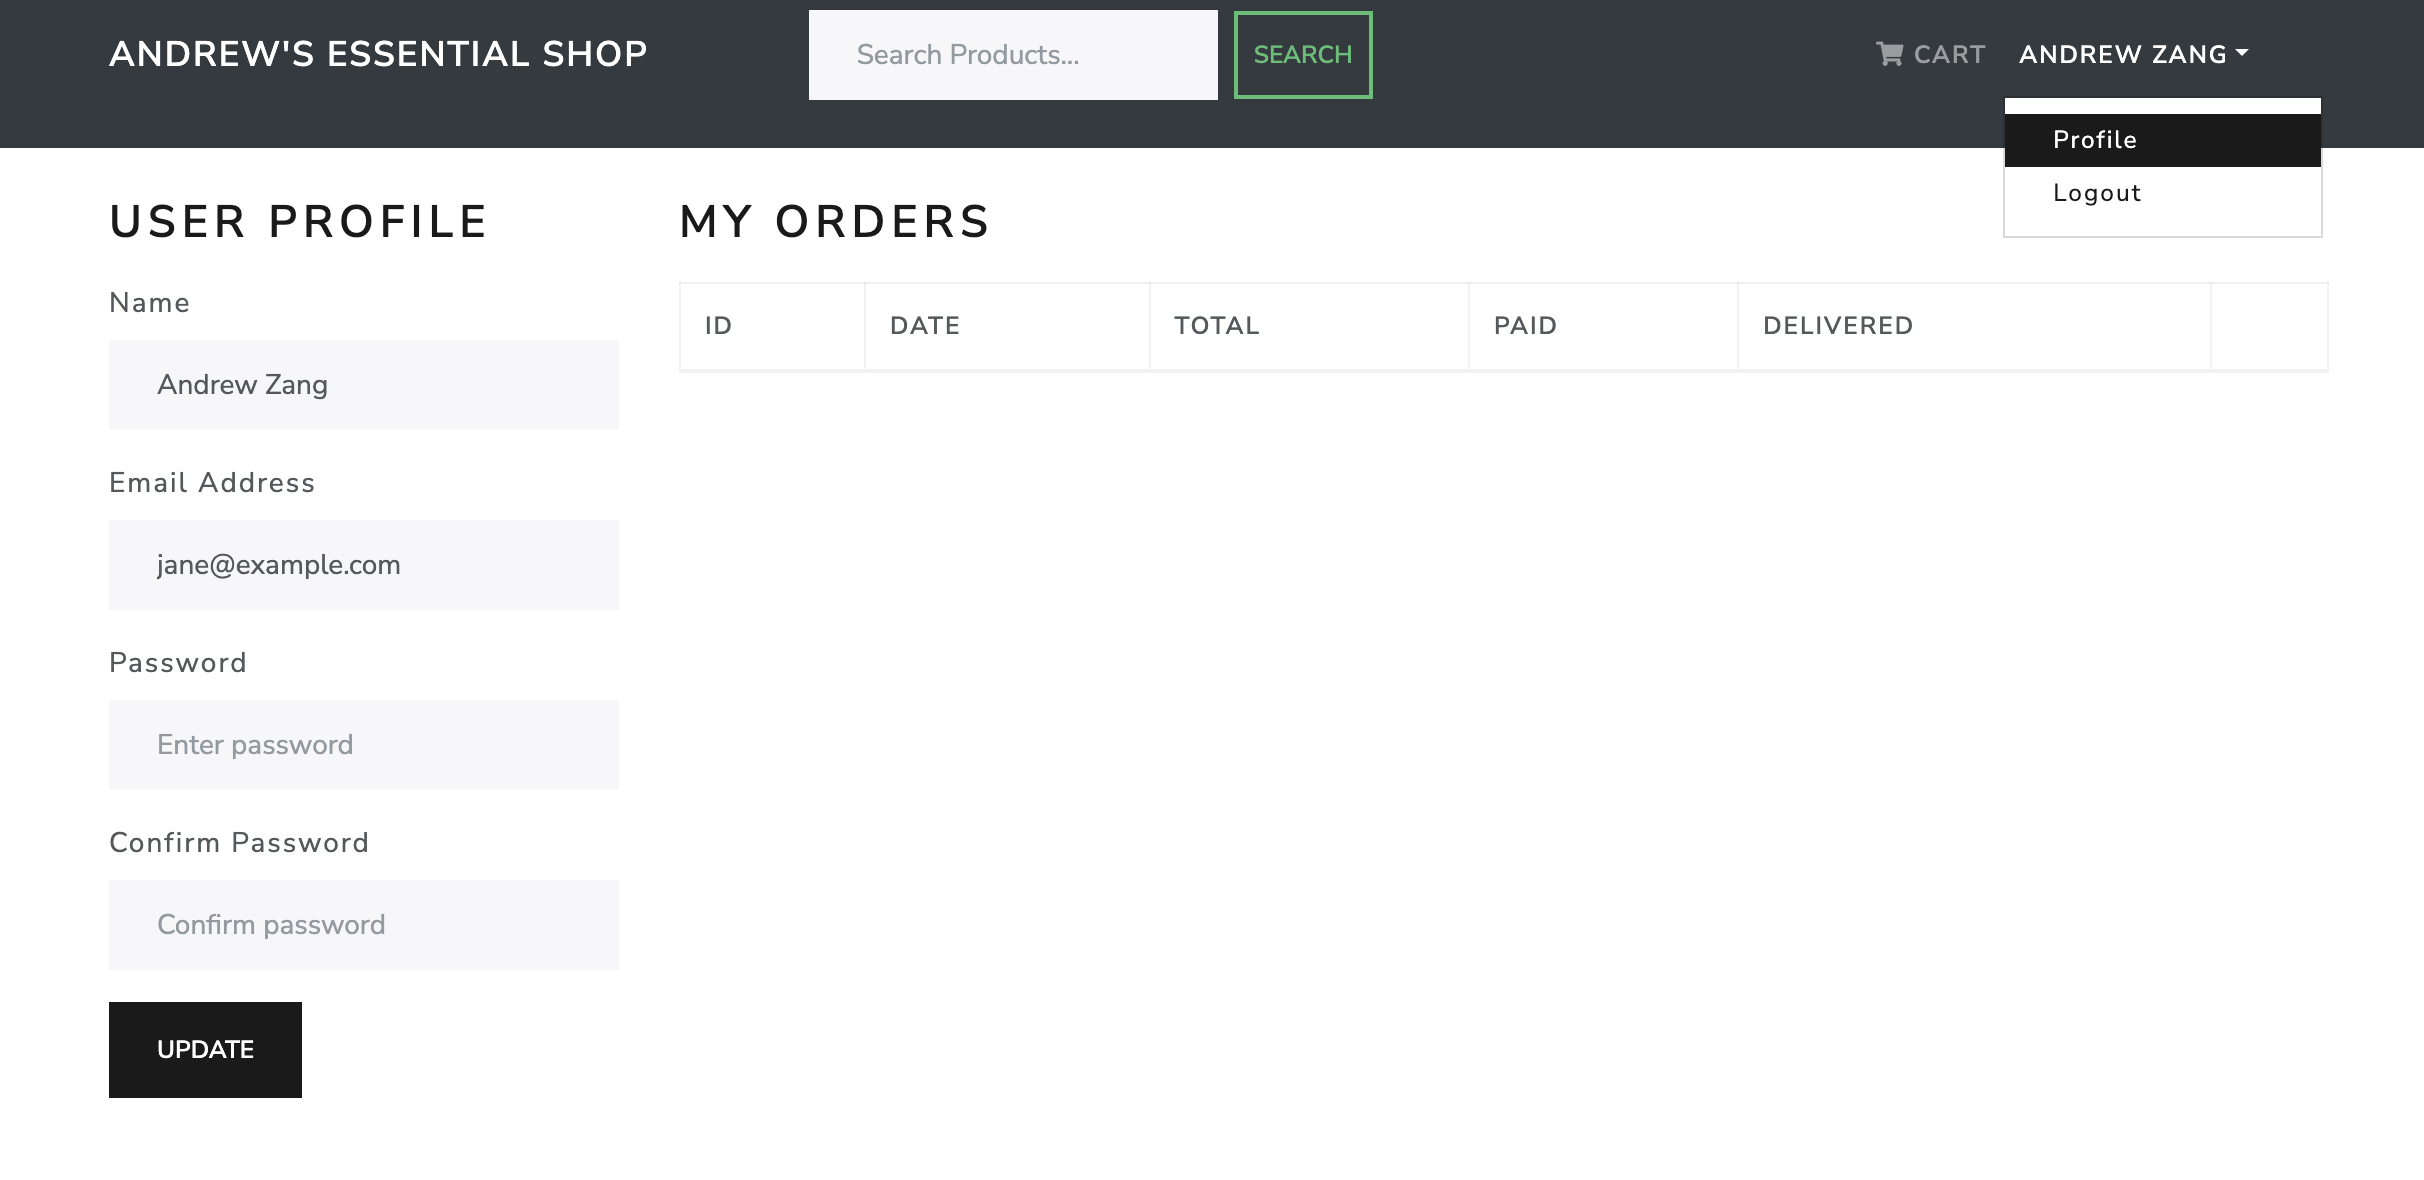 ANDREW'S ESSENTIAL SHOP
Search Products...
SEARCH
CART
ANDREW ZANG
Profile
Logout
USER PROFILE
Name
Andrew Zang
Email Address
jane@example.com
Password
Enter password
Confirm Password
Confirm password
UPDATE
MY ORDERS
ID DATE TOTAL PAID DELIVERED